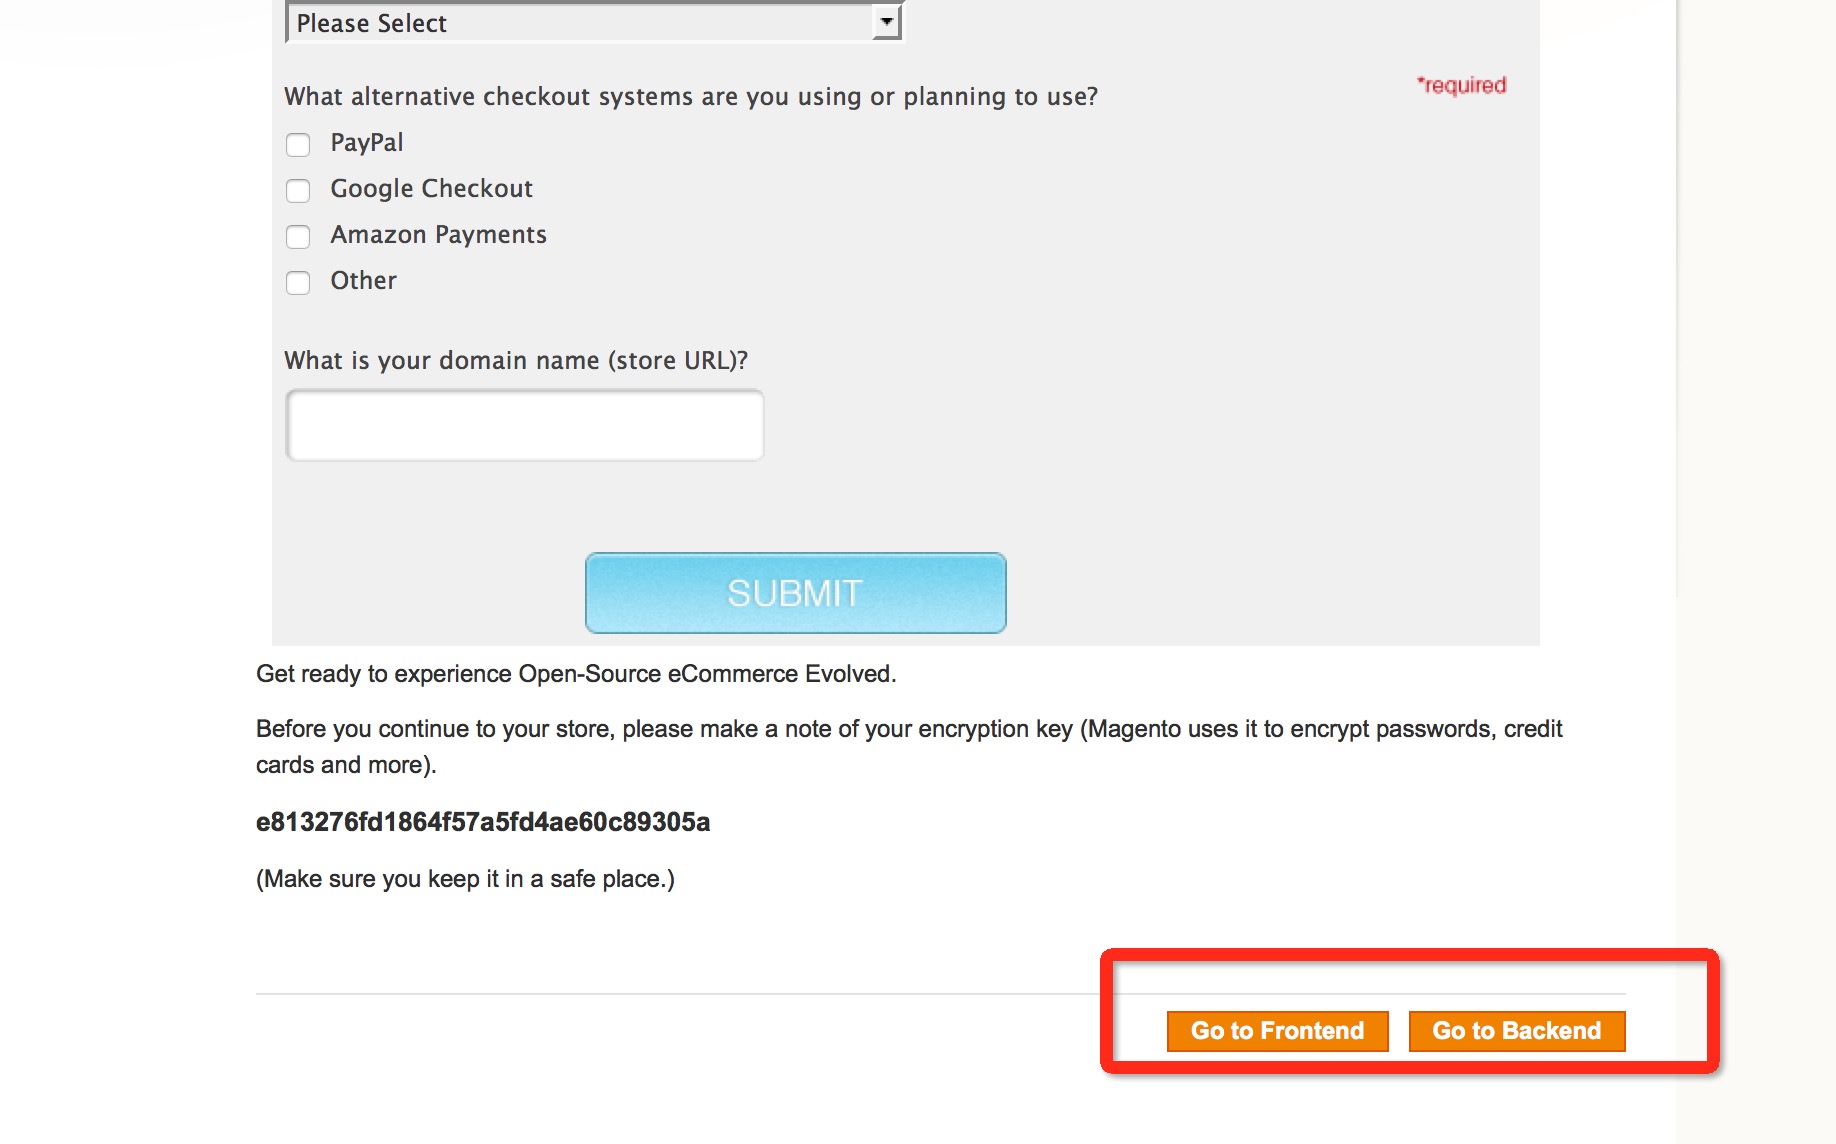 Please Select
What alternative checkout systems are you using or planning to use?
*required
PayPal
Google Checkout
Amazon Payments
Other
What is your domain name (store URL)?
SUBMIT
Get ready to experience Open-Source eCommerce Evolved.
Before you continue to your store, please make a note of your encryption key (Magento uses it to encrypt passwords, credit
cards and more).
e813276fd1864f57a5fd4ae60c89305a
(Make sure you keep it in a safe place.)
Go to Frontend
Go to Backend